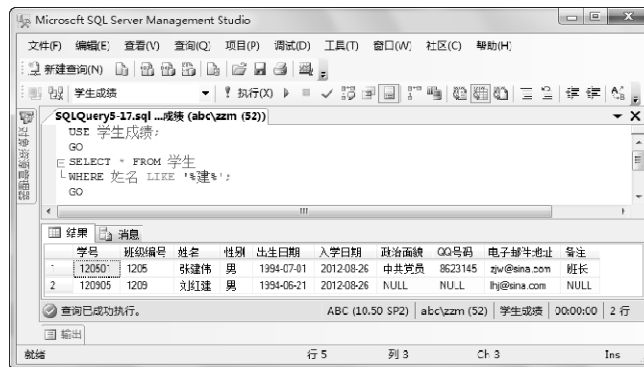 Microsoft SQL Server Management Studio
文件(F) 编辑(E) 查看(V) 查询(Q) 项目(P) 调试(D) 工具(T) 窗口(W) 社区(C) 帮助(H)
新建查询(N)
学生成绩 执行(X)
对象资源管理器
SQLQuery5-17.sql ...成绩 (abc\zzm (52))
USE 学生成绩;
GO
SELECT * FROM 学生
WHERE 姓名 LIKE '%建%';
GO
结果 消息
学号 班级编号 姓名 性别 出生日期 入学日期 政治面貌 QQ号码 电子邮件地址 备注
1 120501 1205 张建伟 男 1994-07-01 2012-08-26 中共党员 8623145 zjw@sina.com 班长
2 120905 1209 刘红建 男 1994-06-21 2012-08-26 NULL NULL lhj@sina.com NULL
查询已成功执行。 ABC (10.50 SP2) abc\zzm (52) 学生成绩 00:00:00 2 行
输出
就绪 行 5 列 3 Ch 3 Ins